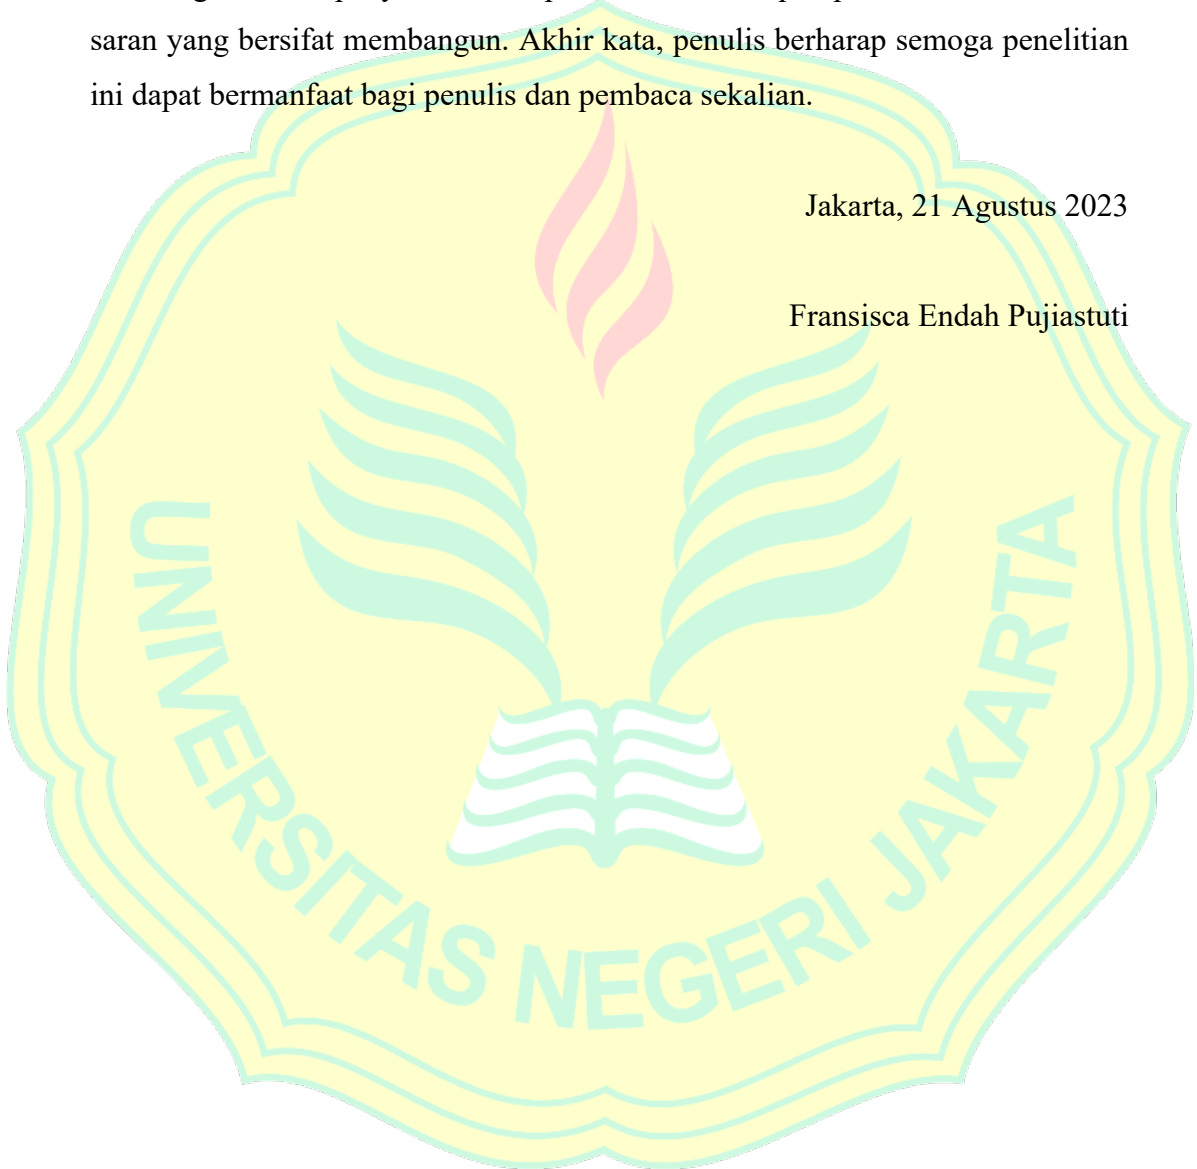 saran yang bersifat membangun. Akhir kata, penulis berharap semoga penelitian
ini dapat bermanfaat bagi penulis dan pembaca sekalian.
Jakarta, 21 Agustus 2023
Fransisca Endah Pujiastuti
UNIVERSITAS NEGERI JAKARTA